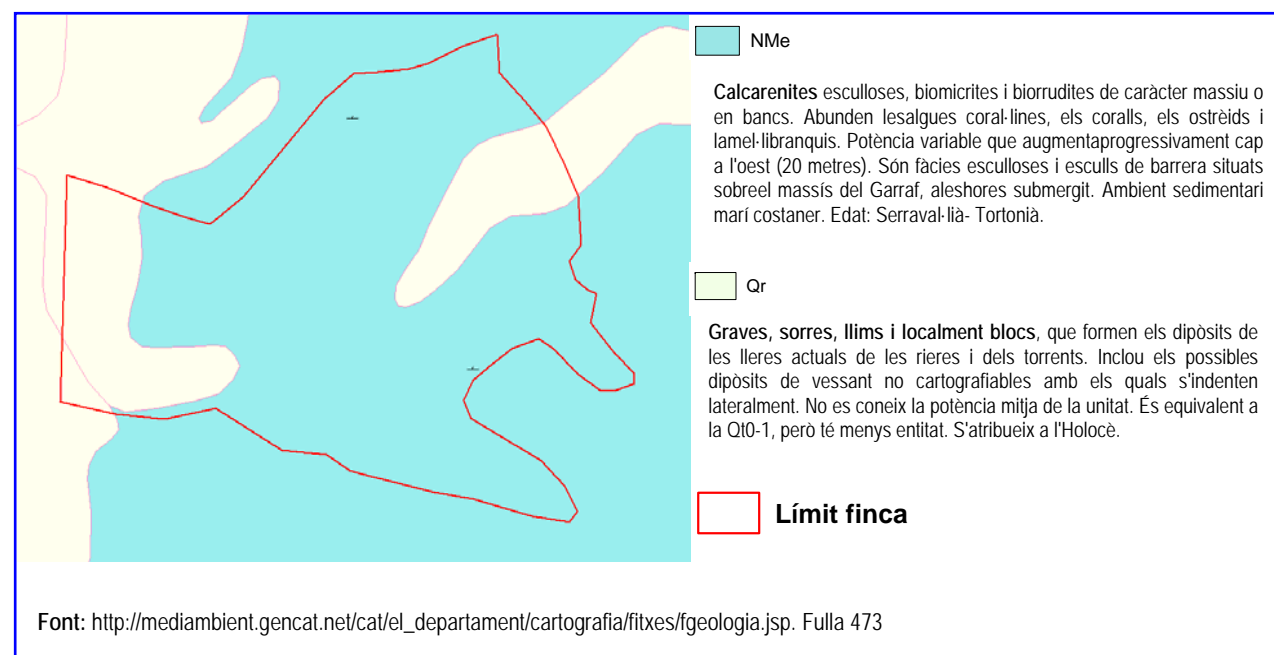 NMe
Calcarenites esculloses, biomicrites i biorrudites de caràcter massiu o
en bancs. Abunden lesalgues coral·lines, els coralls, els ostrèids i
lamel·libranquis. Potència variable que augmentaprogressivament cap
a l'oest (20 metres). Són fàcies esculloses i esculls de barrera situats
sobreel massís del Garraf, aleshores submergit. Ambient sedimentari
marí costaner. Edat: Serraval·lià- Tortonià.
Qr
Graves, sorres, llims i localment blocs, que formen els dipòsits de
les lleres actuals de les rieres i dels torrents. Inclou els possibles
dipòsits de vessant no cartografiables amb els quals s'indenten
lateralment. No es coneix la potència mitja de la unitat. És equivalent a
la Qt0-1, però té menys entitat. S'atribueix a l'Holocè.
Límit finca
Font: http://mediambient.gencat.net/cat/el_departament/cartografia/fitxes/fgeologia.jsp. Fulla 473